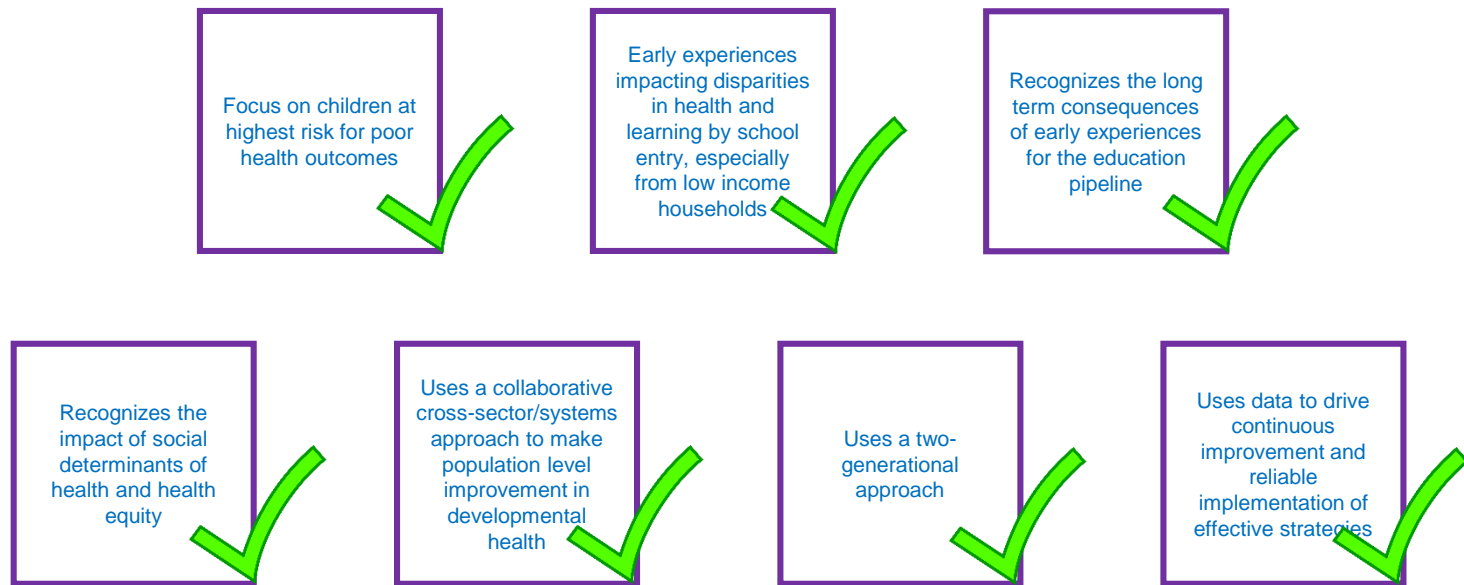 Focus on children at
highest risk for poor
health outcomes
Early experiences
impacting disparities
in health and
learning by school
entry, especially
from low income
households
Recognizes the long
term consequences
of early experiences
for the education
pipeline
Recognizes the
impact of social
determinants of
health and health
equity
Uses a collaborative
cross-sector/systems
approach to make
population level
improvement in
developmental
health
Uses a two-
generational
approach
Uses data to drive
continuous
improvement and
reliable
implementation of
effective strategies